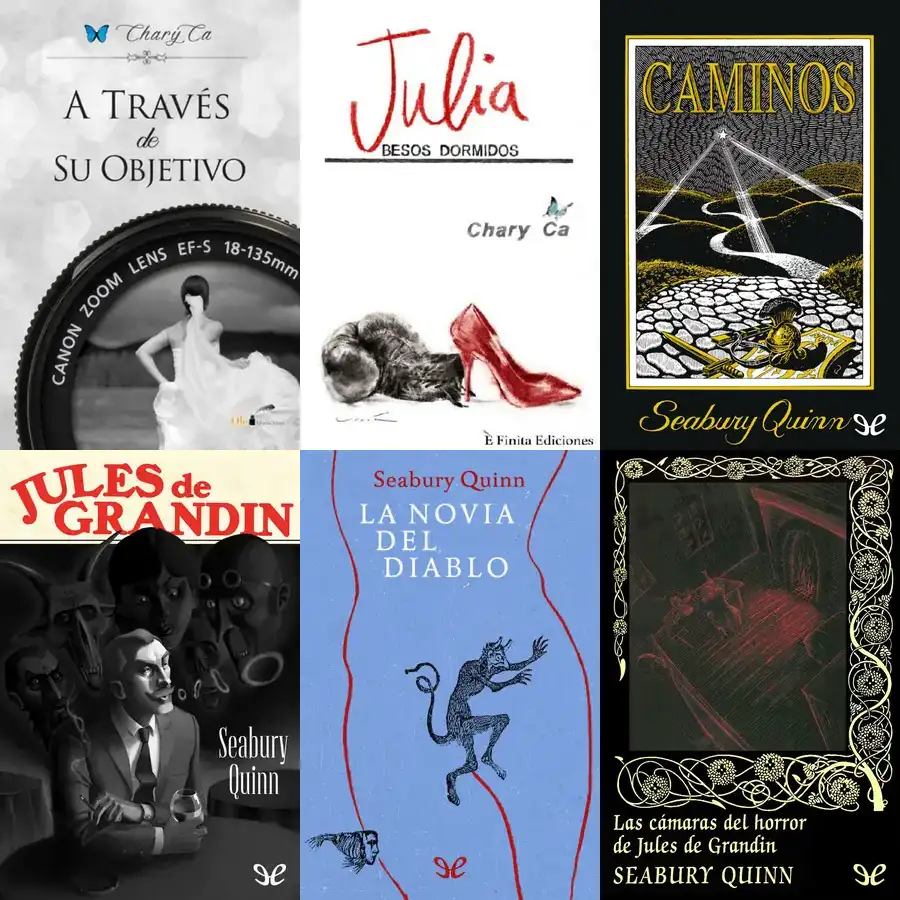 Charý Ca
A TRAVÉS
de
SU OBJETIVO
CANON ZOOM LENS EF-S 18-135mm
Julia
BESOS DORMIDOS
Chary Ca
È Finita Ediciones
CAMINOS
Seabury Quinn
JULES de
GRANDIN
Seabury
Quinn
Seabury Quinn
LA NOVIA
DEL
DIABLO
Las cámaras del horror
de Jules de Grandin
SEABURY QUINN